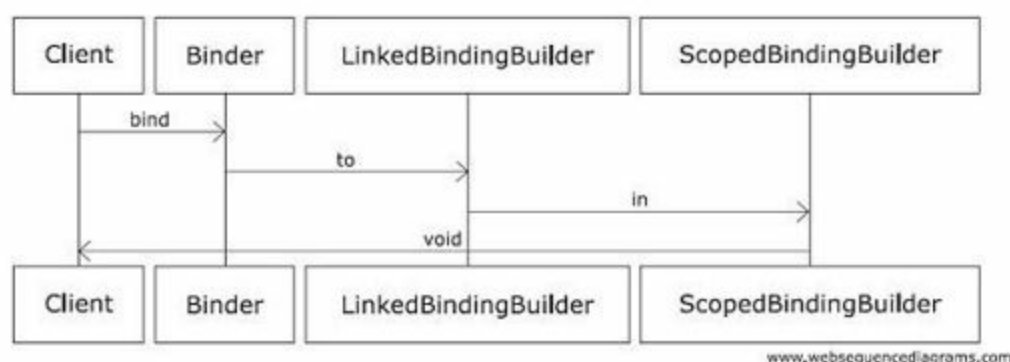 Client
Binder
LinkedBindingBuilder
ScopedBindingBuilder
bind
to
in
void
Client
Binder
LinkedBindingBuilder
ScopedBindingBuilder
www.websequencediagrams.com